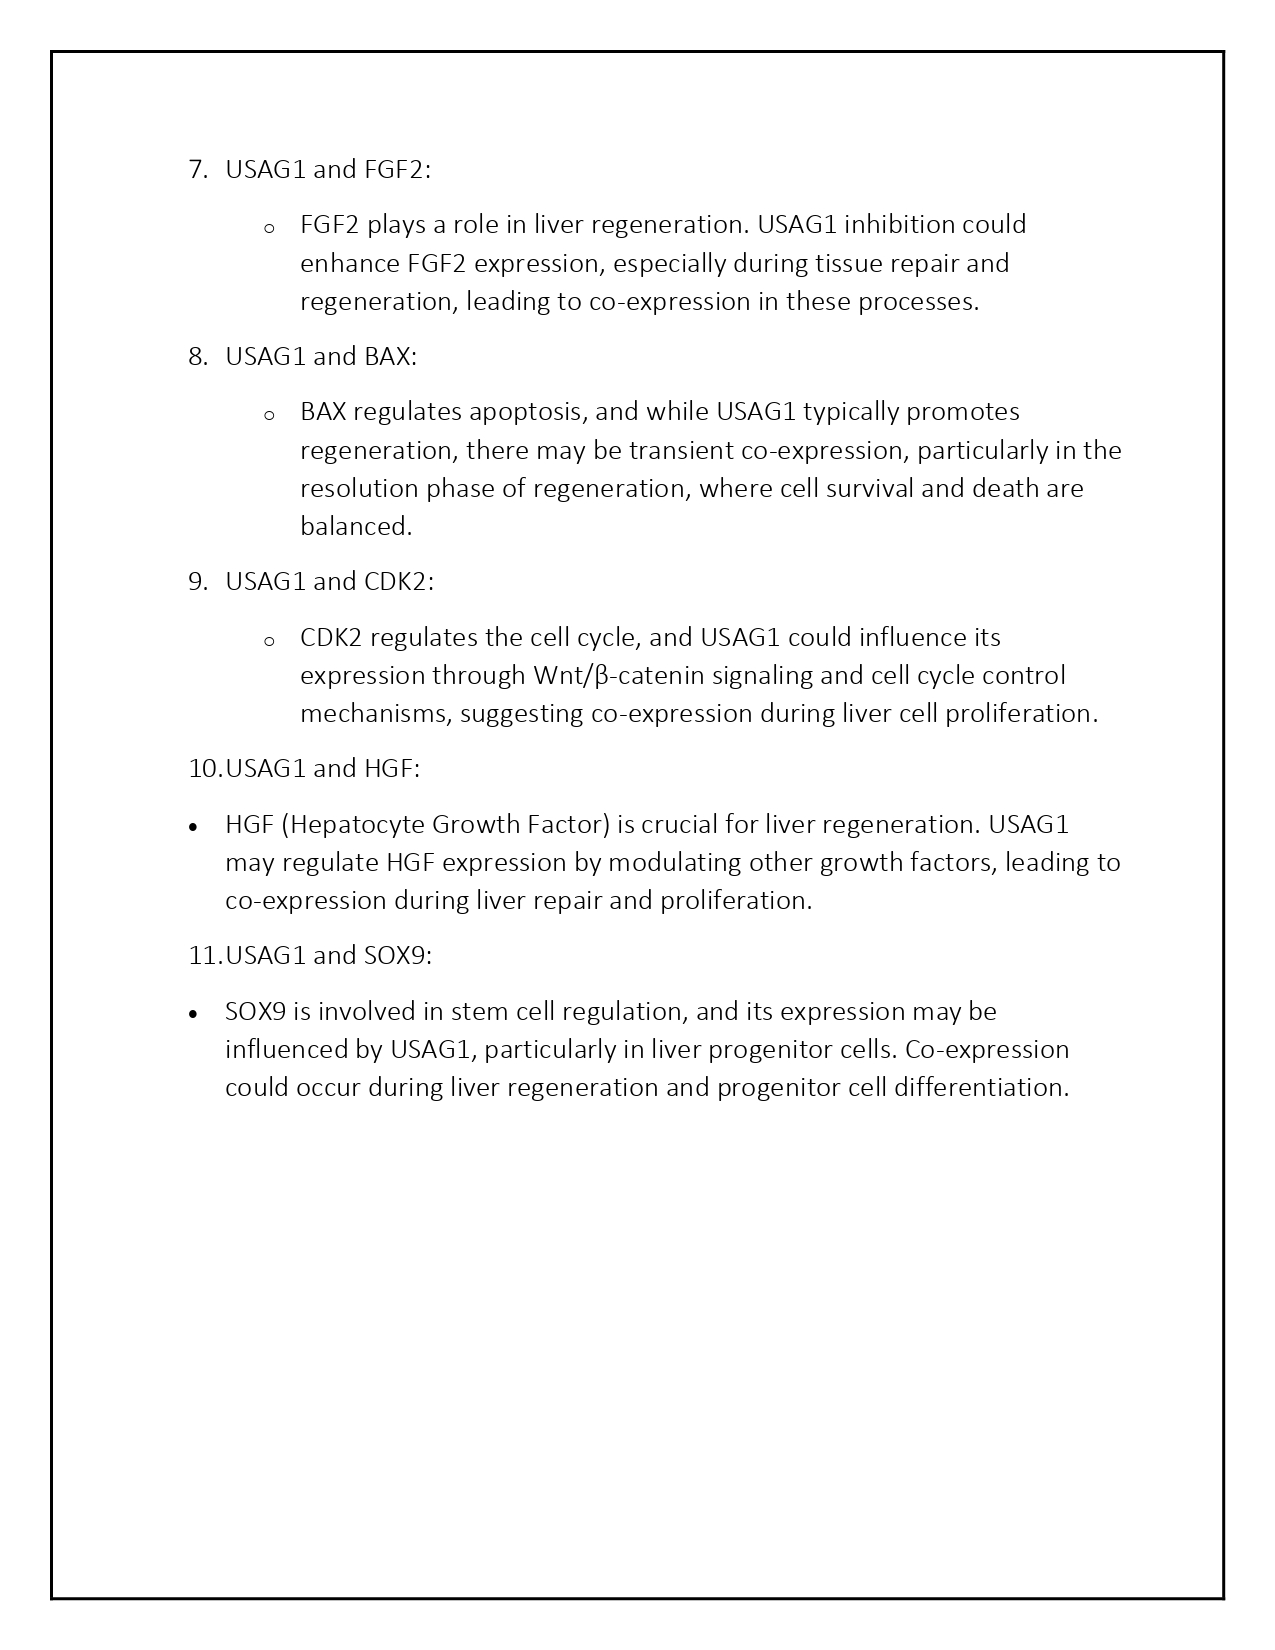 7. USAG1 and FGF2:
o FGF2 plays a role in liver regeneration. USAG1 inhibition could
enhance FGF2 expression, especially during tissue repair and
regeneration, leading to co-expression in these processes.
8. USAG1 and BAX:
o BAX regulates apoptosis, and while USAG1 typically promotes
regeneration, there may be transient co-expression, particularly in the
resolution phase of regeneration, where cell survival and death are
balanced.
9. USAG1 and CDK2:
o CDK2 regulates the cell cycle, and USAG1 could influence its
expression through Wnt/β-catenin signaling and cell cycle control
mechanisms, suggesting co-expression during liver cell proliferation.
10.USAG1 and HGF:
• HGF (Hepatocyte Growth Factor) is crucial for liver regeneration. USAG1
may regulate HGF expression by modulating other growth factors, leading to
co-expression during liver repair and proliferation.
11.USAG1 and SOX9:
• SOX9 is involved in stem cell regulation, and its expression may be
influenced by USAG1, particularly in liver progenitor cells. Co-expression
could occur during liver regeneration and progenitor cell differentiation.